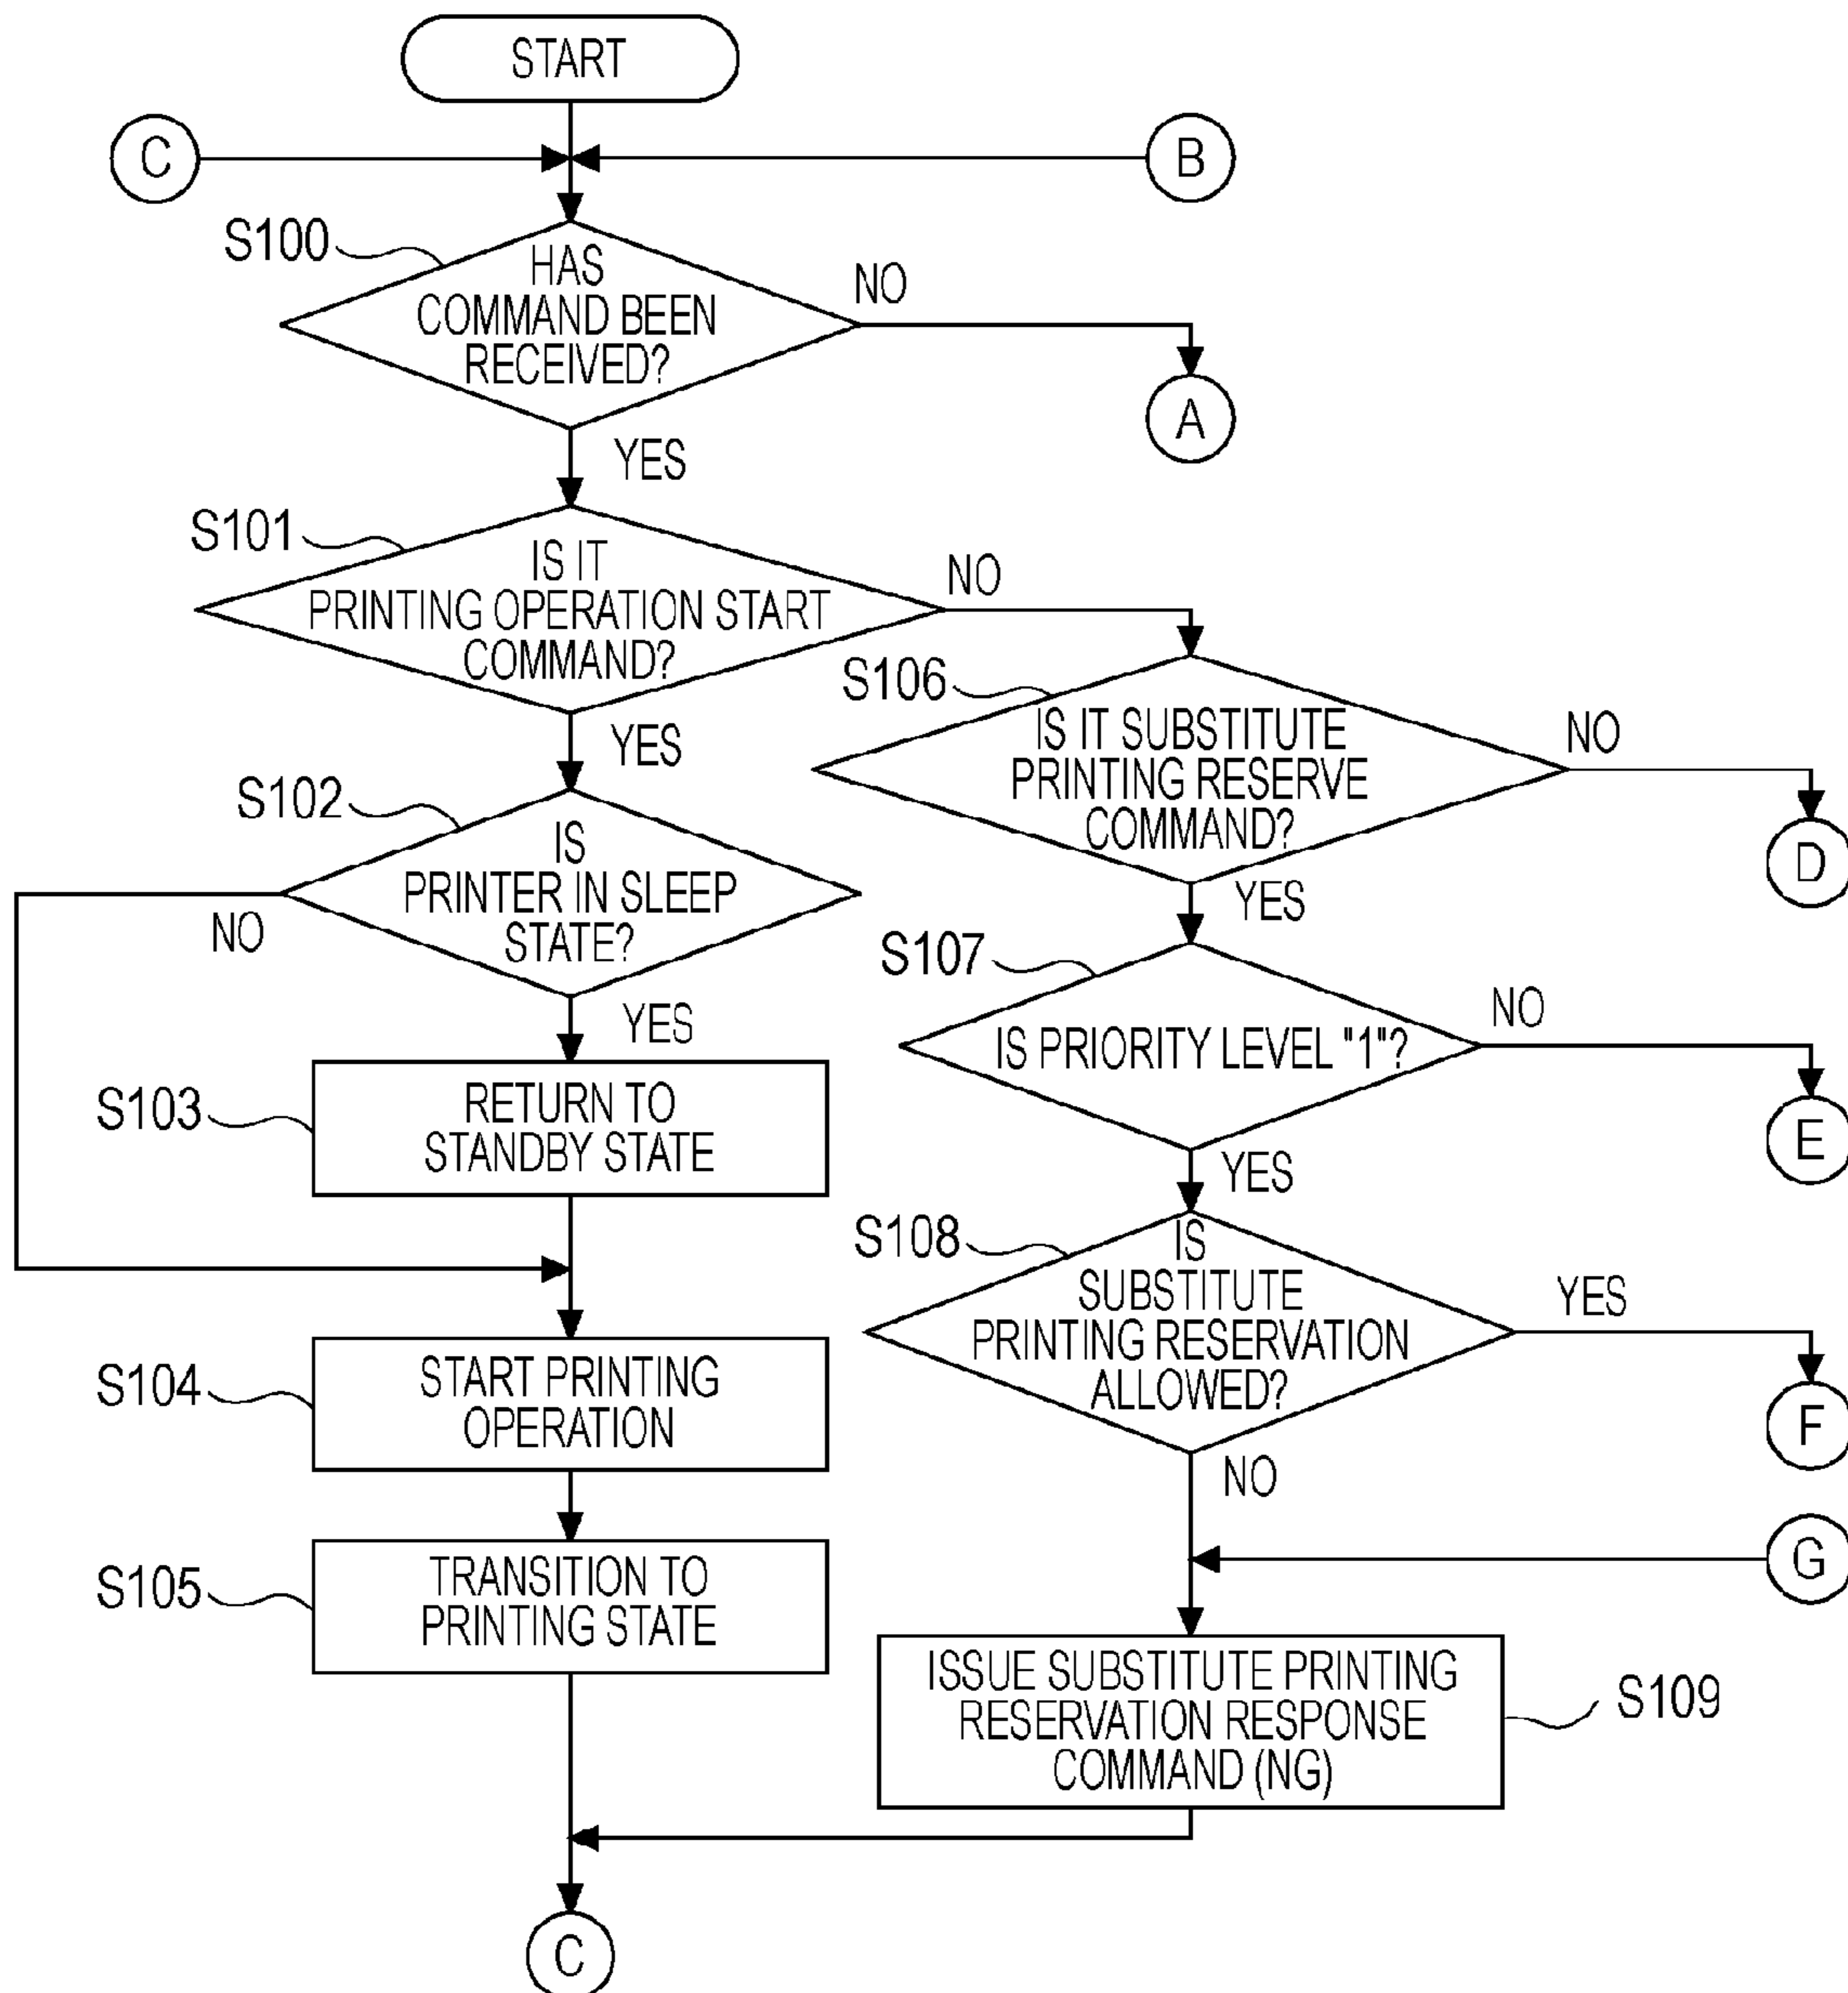 START
C
B
S100
HAS
COMMAND BEEN
RECEIVED?
NO
A
YES
S101
IS IT
PRINTING OPERATION START
COMMAND?
NO
YES
S106
IS IT SUBSTITUTE
PRINTING RESERVE
COMMAND?
NO
D
YES
S102
IS
PRINTER IN SLEEP
STATE?
NO
YES
S107
IS PRIORITY LEVEL "1"?
NO
E
YES
S103
RETURN TO
STANDBY STATE
S108
IS
SUBSTITUTE
PRINTING RESERVATION
ALLOWED?
YES
F
NO
S104
START PRINTING
OPERATION
G
S105
TRANSITION TO
PRINTING STATE
ISSUE SUBSTITUTE PRINTING
RESERVATION RESPONSE
COMMAND (NG)
S109
C